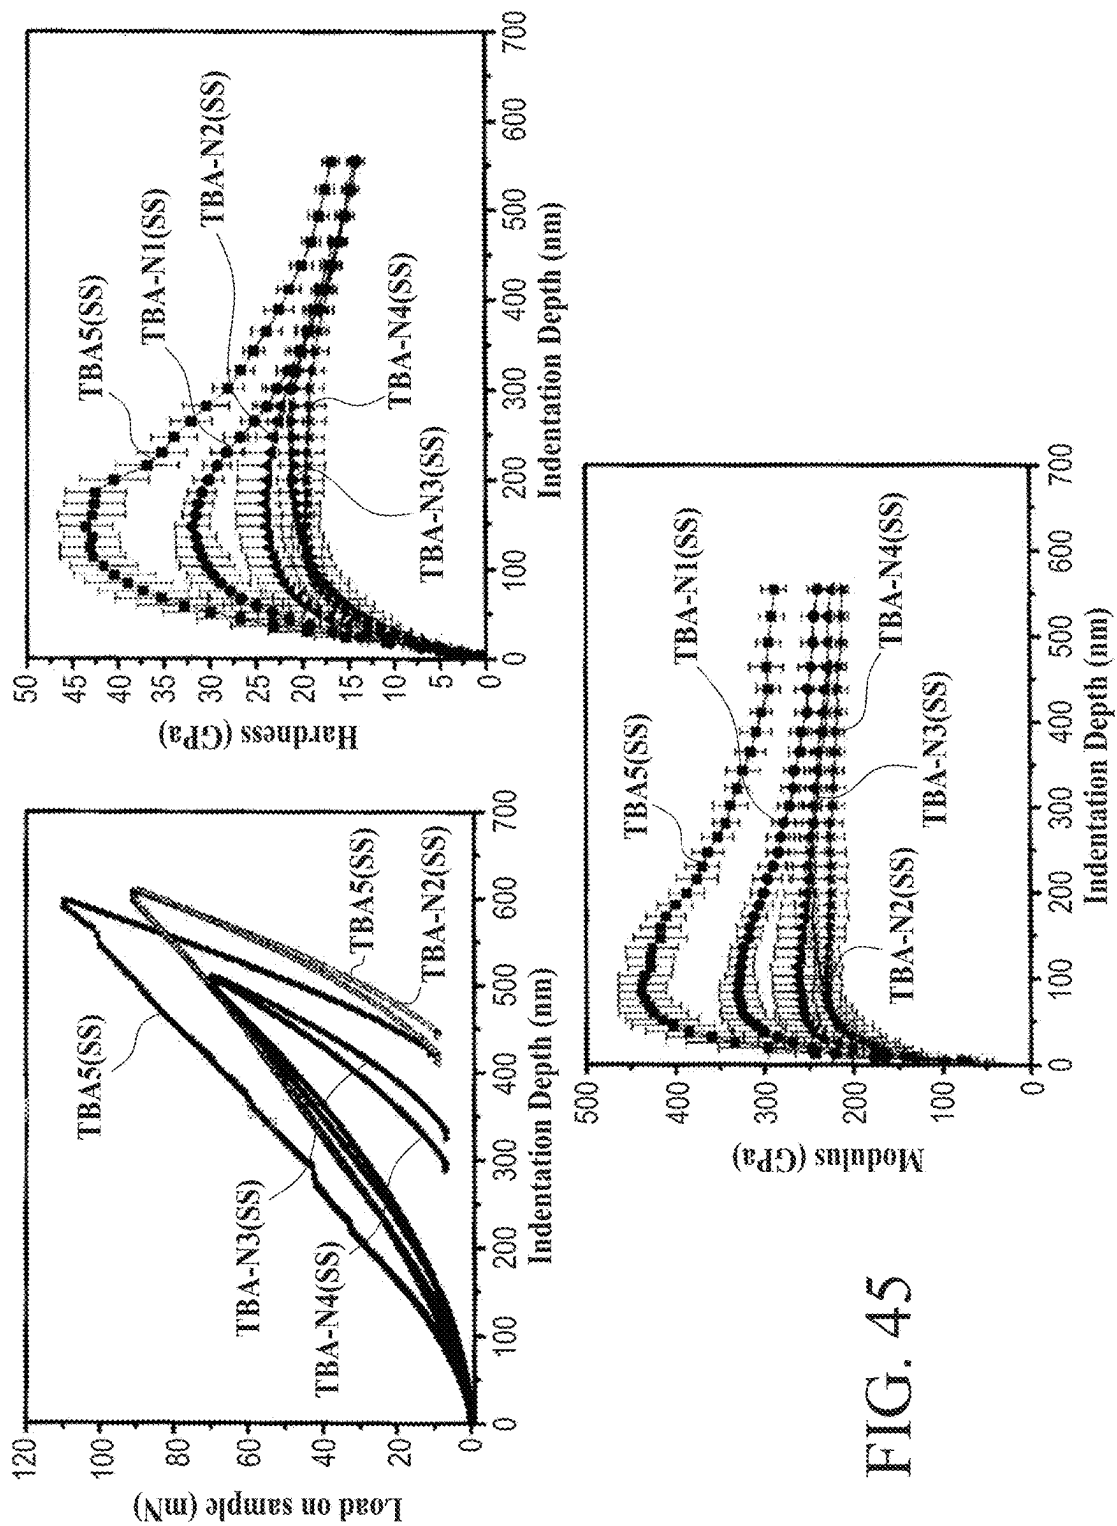 120
100
80
60
40
20
0
Load on sample (mN)
0
100
200
300
400
500
600
700
Indentation Depth (nm)
TBA5(SS)
TBA-N3(SS)
TBA-N4(SS)
TBA5(SS)
TBA-N2(SS)
50
45
40
35
30
25
20
15
10
5
0
Hardness (GPa)
0
100
200
300
400
500
600
700
Indentation Depth (nm)
TBA5(SS)
TBA-N1(SS)
TBA-N2(SS)
TBA-N3(SS)
TBA-N4(SS)
500
400
300
200
100
0
Modulus (GPa)
0
100
200
300
400
500
600
700
Indentation Depth (nm)
TBA5(SS)
TBA-N1(SS)
TBA-N2(SS)
TBA-N3(SS)
TBA-N4(SS)
FIG. 45